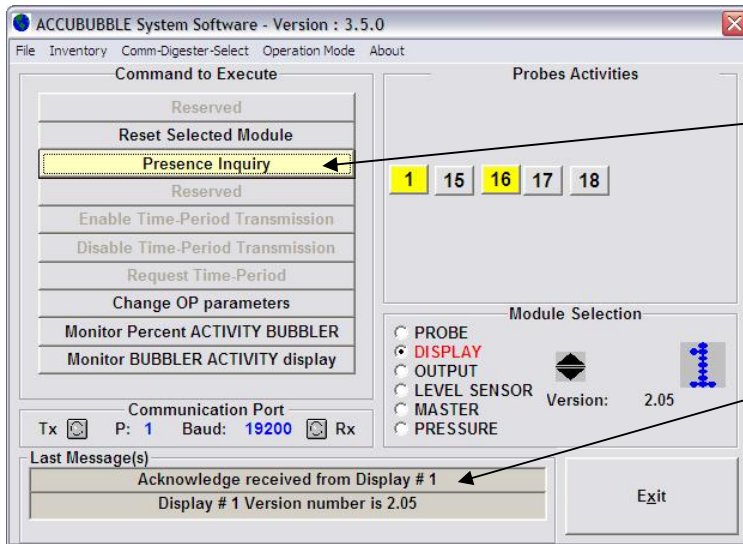 ACCUBUBBLE System Software - Version : 3.5.0
File Inventory Comm-Digester-Select Operation Mode About
Command to Execute
Reserved
Reset Selected Module
Presence Inquiry
Reserved
Enable Time-Period Transmission
Disable Time-Period Transmission
Request Time-Period
Change OP parameters
Monitor Percent ACTIVITY BUBBLER
Monitor BUBBLER ACTIVITY display
Probes Activities
1 15 16 17 18
Module Selection
PROBE
DISPLAY
OUTPUT
LEVEL SENSOR
MASTER
PRESSURE
1
Version: 2.05
Communication Port
Tx P: 1 Baud: 19200 Rx
Last Message(s)
Acknowledge received from Display # 1
Display # 1 Version number is 2.05
Exit